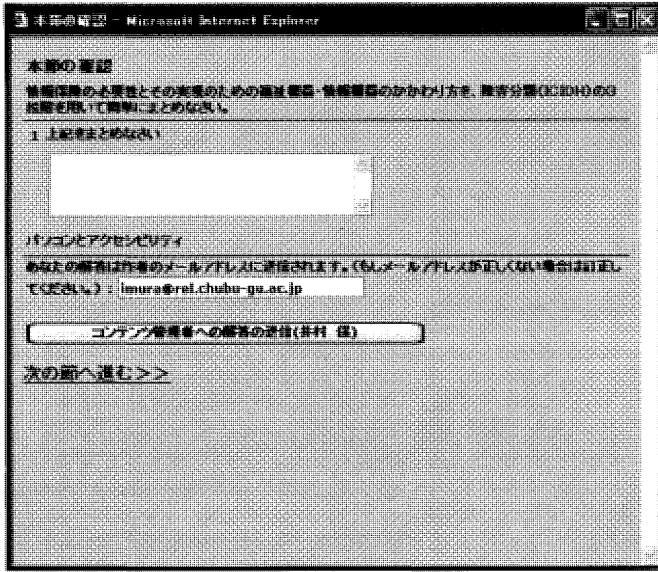 本節の確認 - Microsoft Internet Explorer
本節の確認
情報保障の必要性とその実現のための福祉機器・情報機器のかかわり方を、障害分類(ICIDH)の3
段階を用いて簡単にまとめなさい。
1 上記をまとめなさい
パソコンとアクセシビリティ
あなたの解答は作者のメールアドレスに送信されます。(もしメールアドレスが正しくない場合は訂正し
てください。) : imura@rel.chubu-gu.ac.jp
コンテンツ管理者への解答の送信(井村 保)
次の節へ進む>>